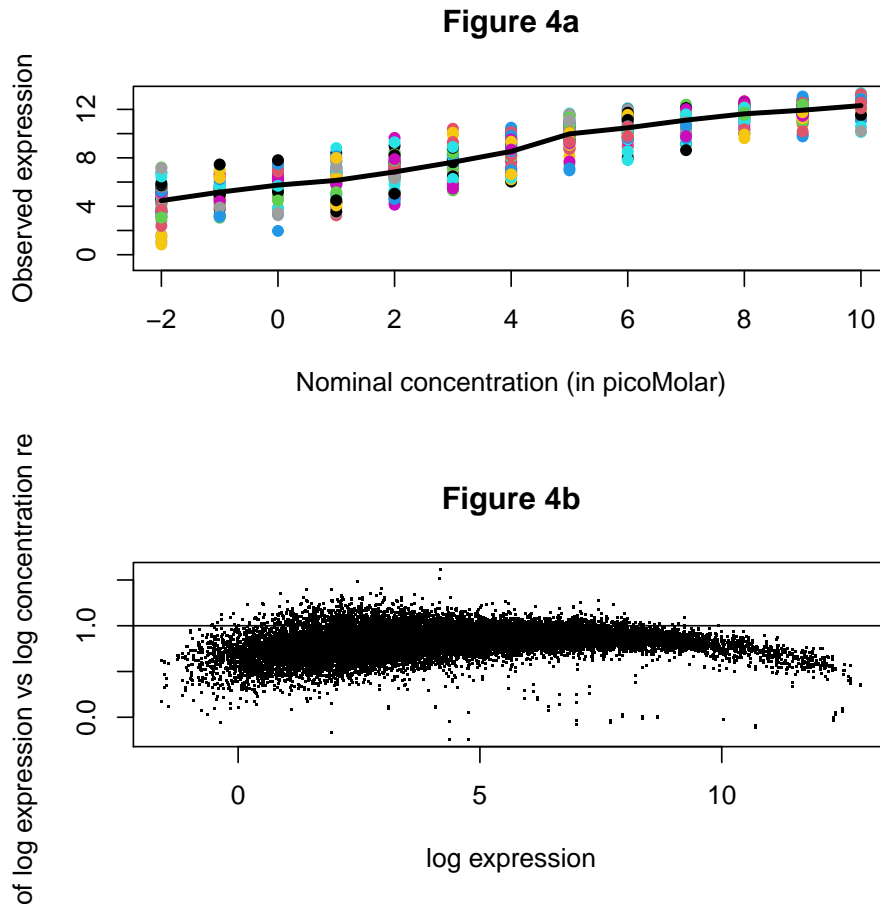 Figure 4a
Observed expression
12
8
4
0
−2 0 2 4 6 8 10
Nominal concentration (in picoMolar)
Figure 4b
of log expression vs log concentration re
1.0
0.0
0 5 10
log expression